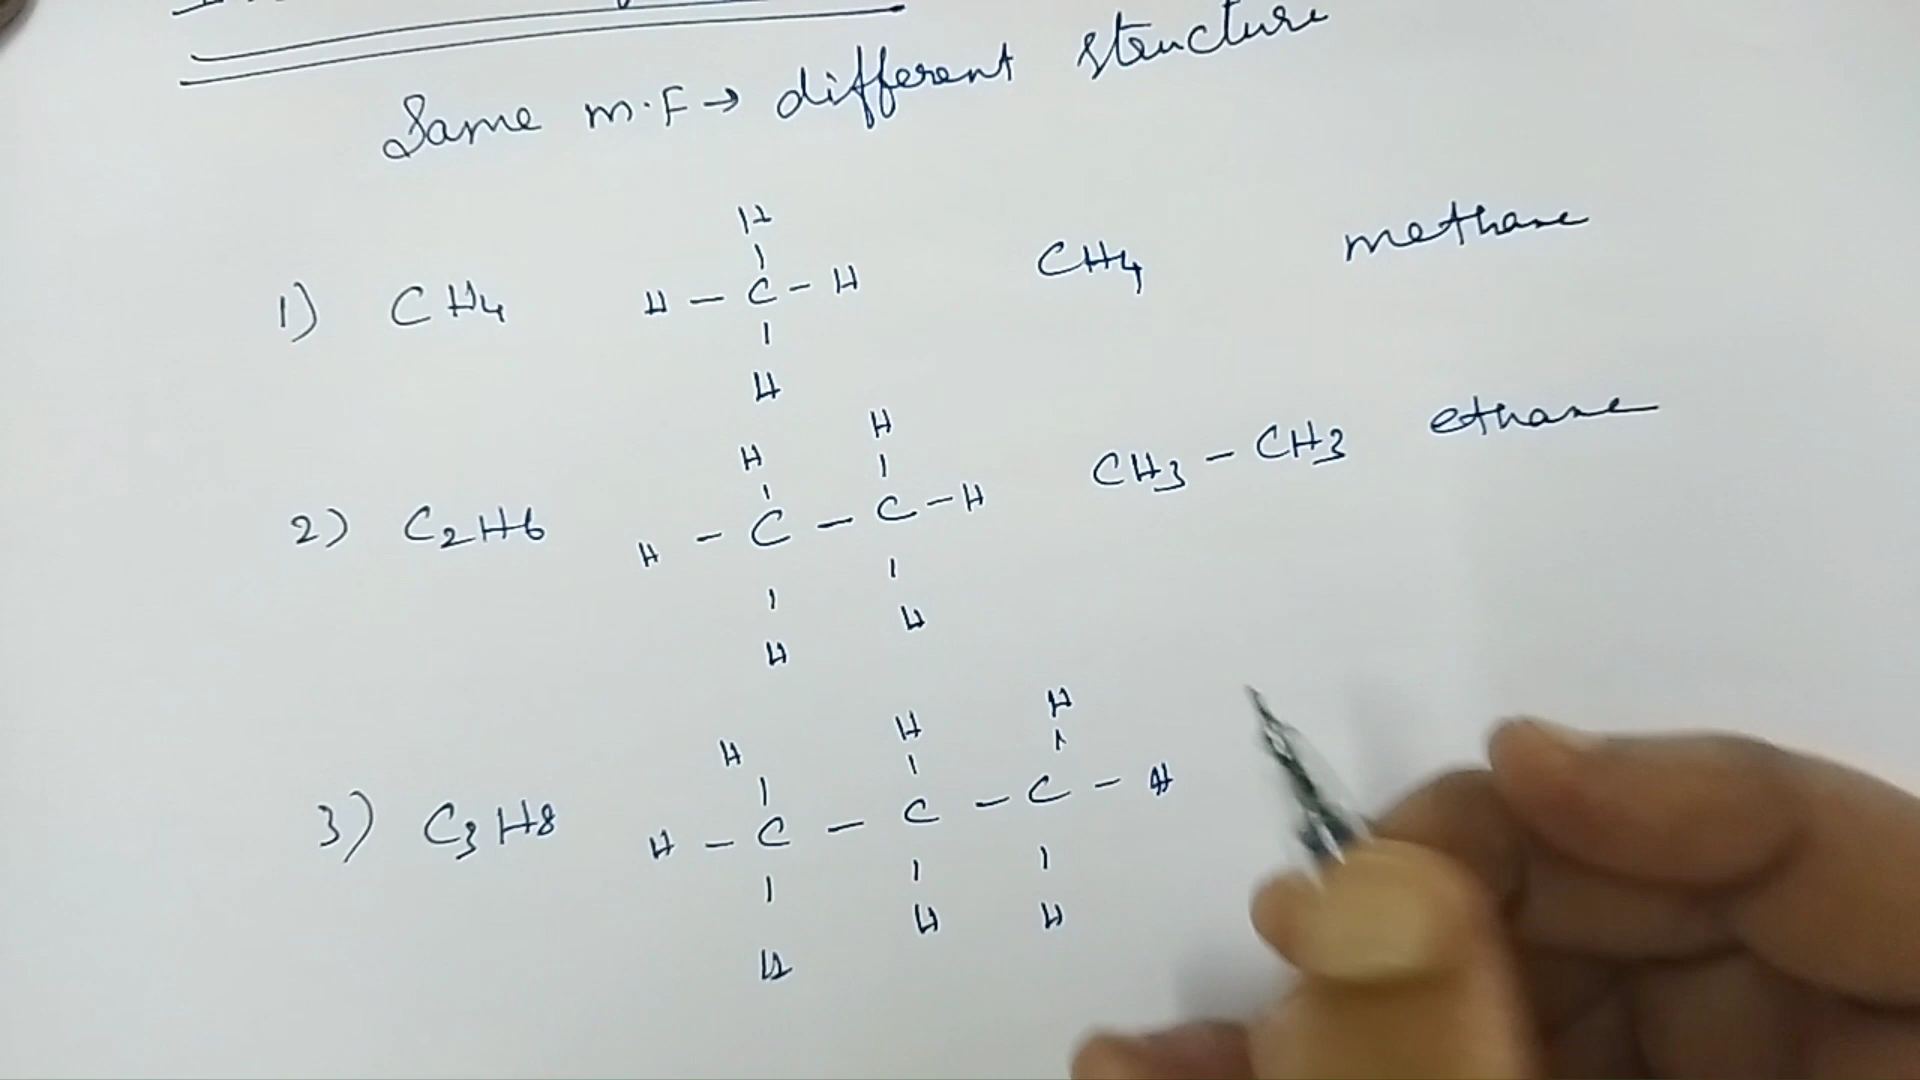 Same m.F → different structure
H
|
1) CH4 H - C - H CH4 methane
|
H
H H
| |
2) C2H6 H - C - C - H CH3 - CH3 ethane
| |
H H
H H H
| | |
3) C3H8 H - C - C - C - H
| | |
H H H